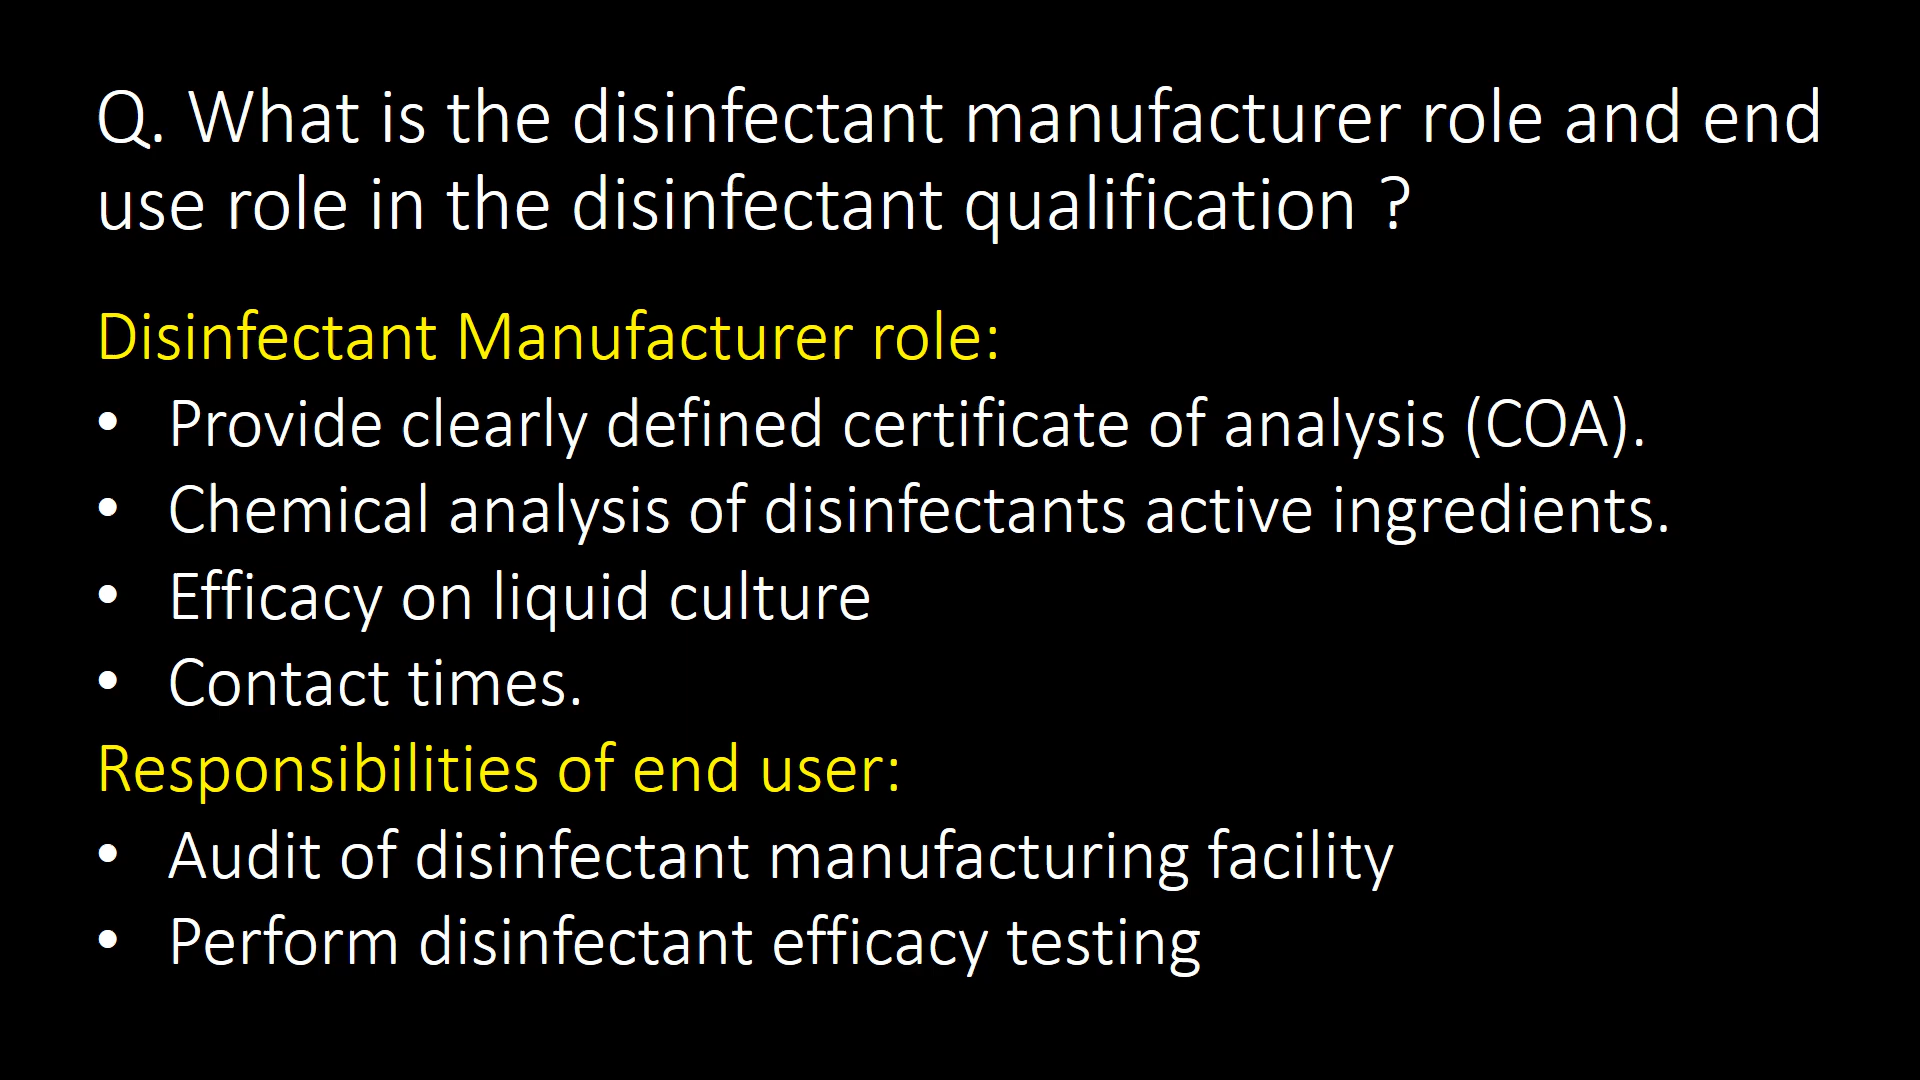 Q. What is the disinfectant manufacturer role and end
use role in the disinfectant qualification ?
Disinfectant Manufacturer role:
• Provide clearly defined certificate of analysis (COA).
• Chemical analysis of disinfectants active ingredients.
• Efficacy on liquid culture
• Contact times.
Responsibilities of end user:
• Audit of disinfectant manufacturing facility
• Perform disinfectant efficacy testing